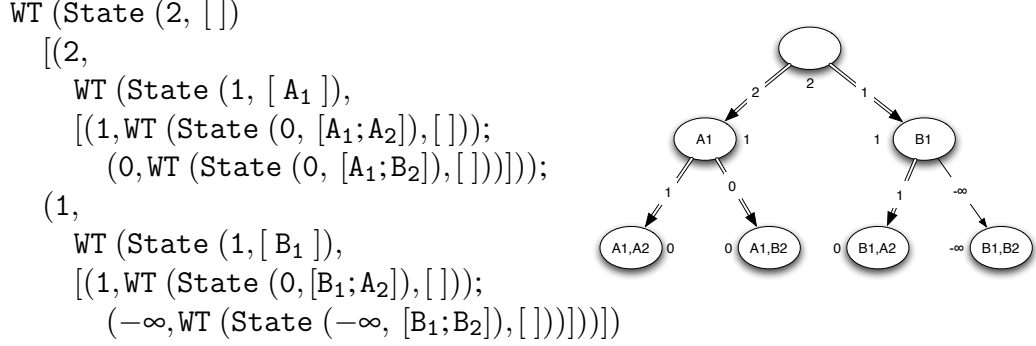 WT (State (2, [ ])
[(2,
WT (State (1, [ A₁ ]),
[(1,WT (State (0, [A₁;A₂]),[ ]));
(0,WT (State (0, [A₁;B₂]),[ ]))]));
(1,
WT (State (1,[ B₁ ]),
[(1,WT (State (0,[B₁;A₂]),[ ]));
(−∞,WT (State (−∞, [B₁;B₂]),[ ]))]))])
2
2 1
A1 1 1 B1
1 0 1 -∞
A1,A2 0 0 A1,B2 0 B1,A2 -∞ B1,B2